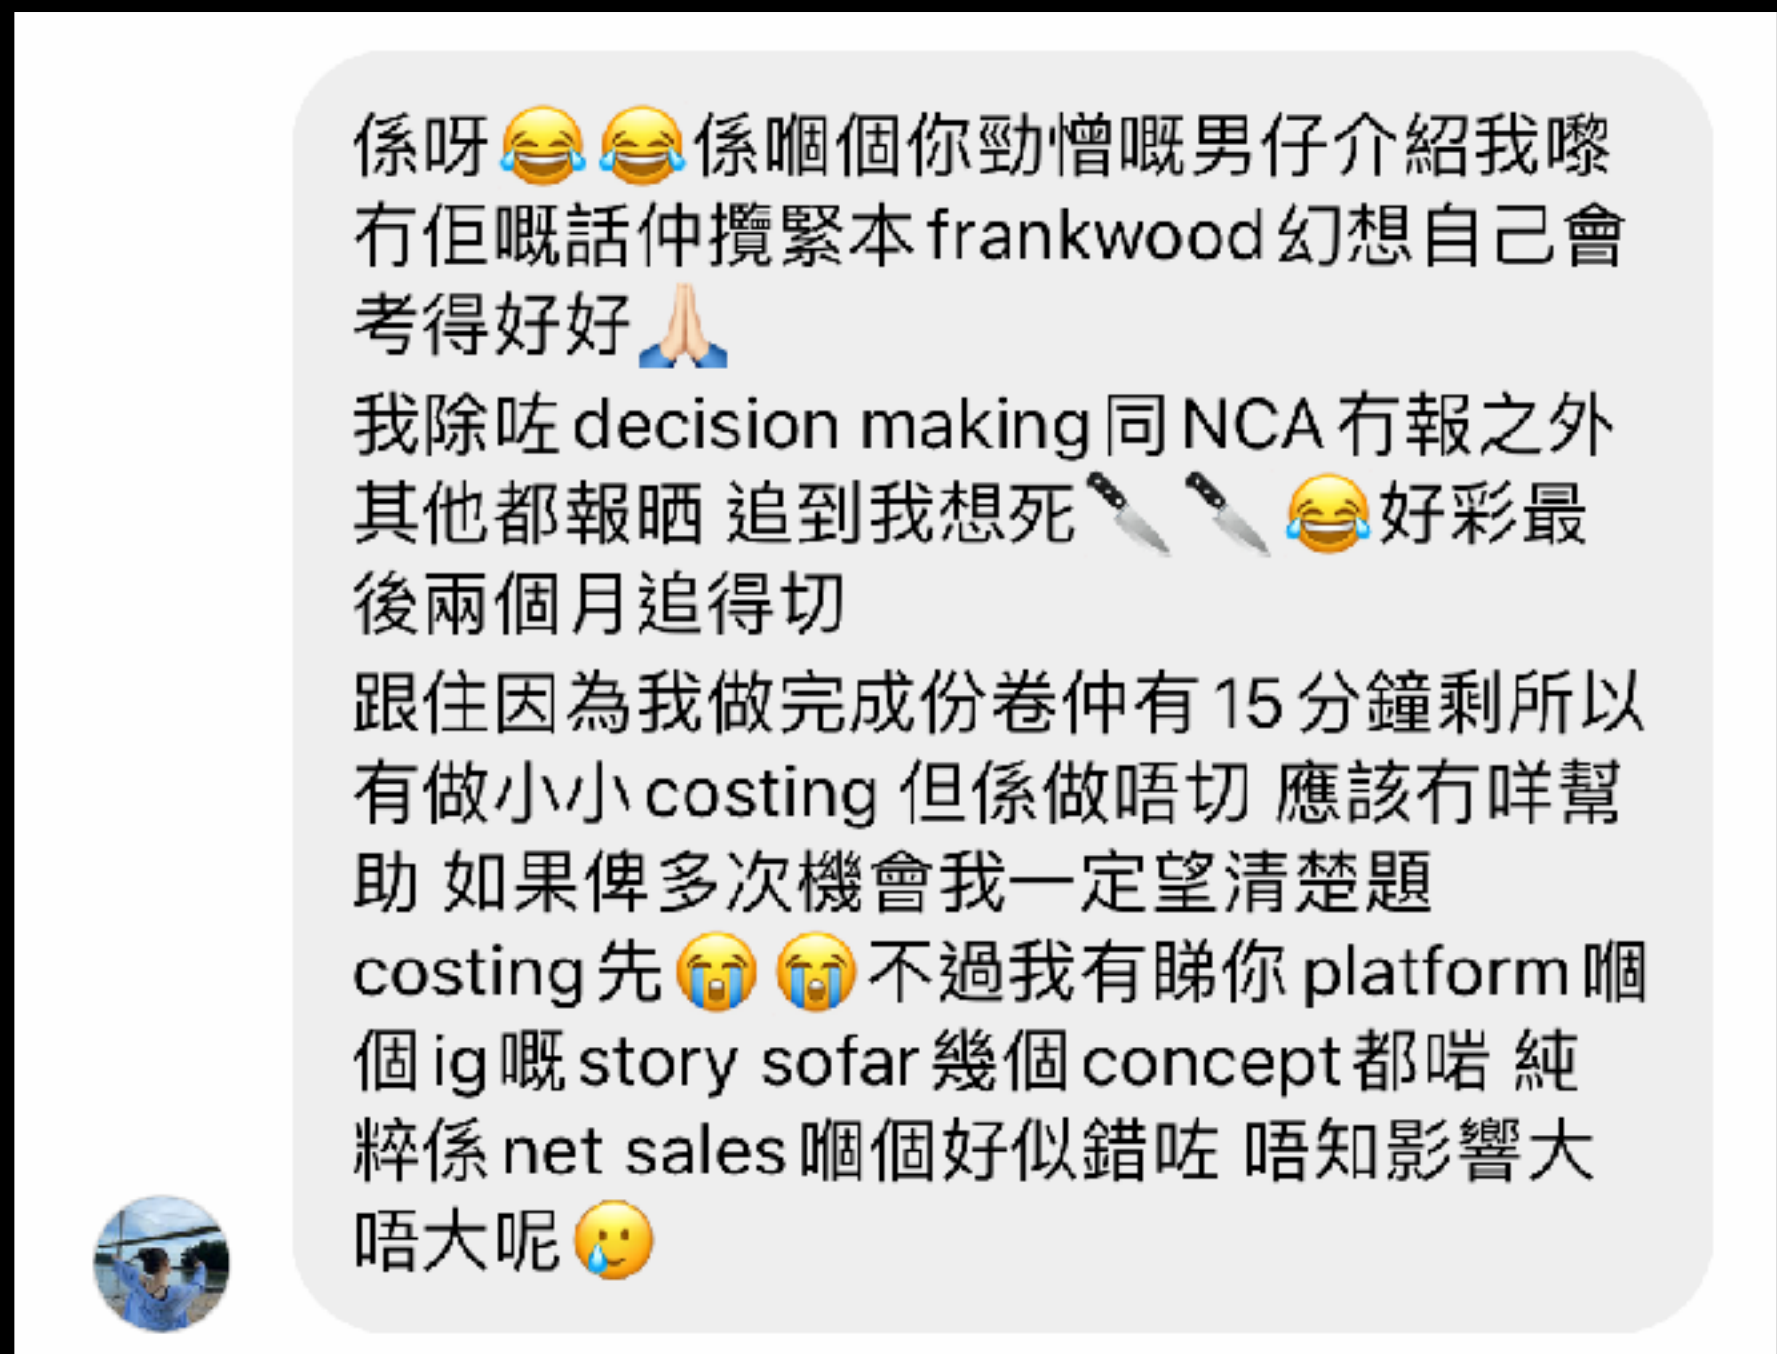 係呀😂😂係嗰個你勁憎嘅男仔介紹我嚟
冇佢嘅話仲攬緊本frankwood幻想自己會
考得好好🙏🏻
我除咗decision making同NCA冇報之外
其他都報晒 追到我想死🔪🔪😂好彩最
後兩個月追得切
跟住因為我做完成份卷仲有15分鐘剩所以
有做小小costing 但係做唔切 應該冇咩幫
助 如果俾多次機會我一定望清楚題
costing先😭😭不過我有睇你platform嗰
個ig嘅story sofar幾個concept都啱 純
粹係net sales嗰個好似錯咗 唔知影響大
唔大呢🥲